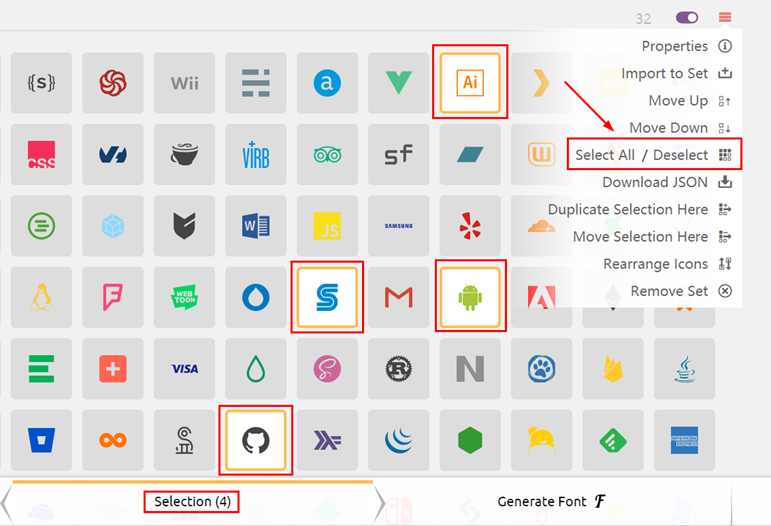 32
Properties
Import to Set
Move Up
Move Down
Select All / Deselect
Download JSON
Duplicate Selection Here
Move Selection Here
Rearrange Icons
Remove Set
{s} Wii a Ai
CSS VIRB sf W
W JS SAMSUNG
WEB TOON S M A
VISA R N
AMERICAN EXPRESS
Selection (4)
Generate Font F